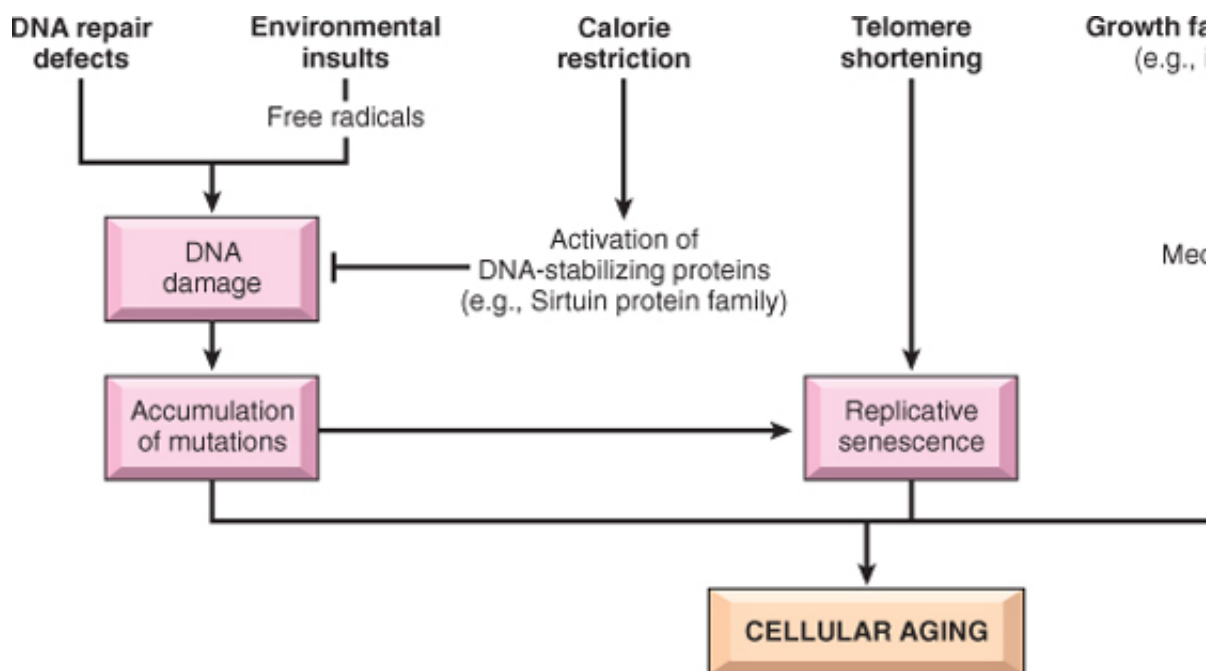 DNA repair
defects
Environmental
insults
Free radicals
Calorie
restriction
Telomere
shortening
Growth
(e.g.,
DNA
damage
Activation of
DNA-stabilizing proteins
(e.g., Sirtuin protein family)
Accumulation
of mutations
Replicative
senescence
CELLULAR AGING